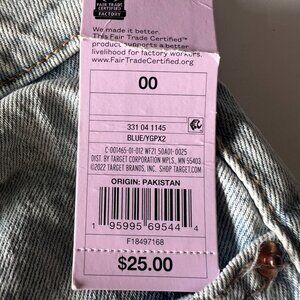 FAIR TRADE
CERTIFIED
FACTORY
We made it better.
This Fair Trade Certified™
product supports a better
livelihood for factory workers.
www.FairTradeCertified.org
00
331 04 1145
BLUE/YGPX2
C-001465-01-012 WFZ1 50A01-0025
DIST. BY TARGET CORPORATION MPLS, MN 55403
©2022 TARGET BRANDS, INC. SHOP TARGET.COM
ORIGIN: PAKISTAN
1 95995 69544 4
F18497168
$25.00